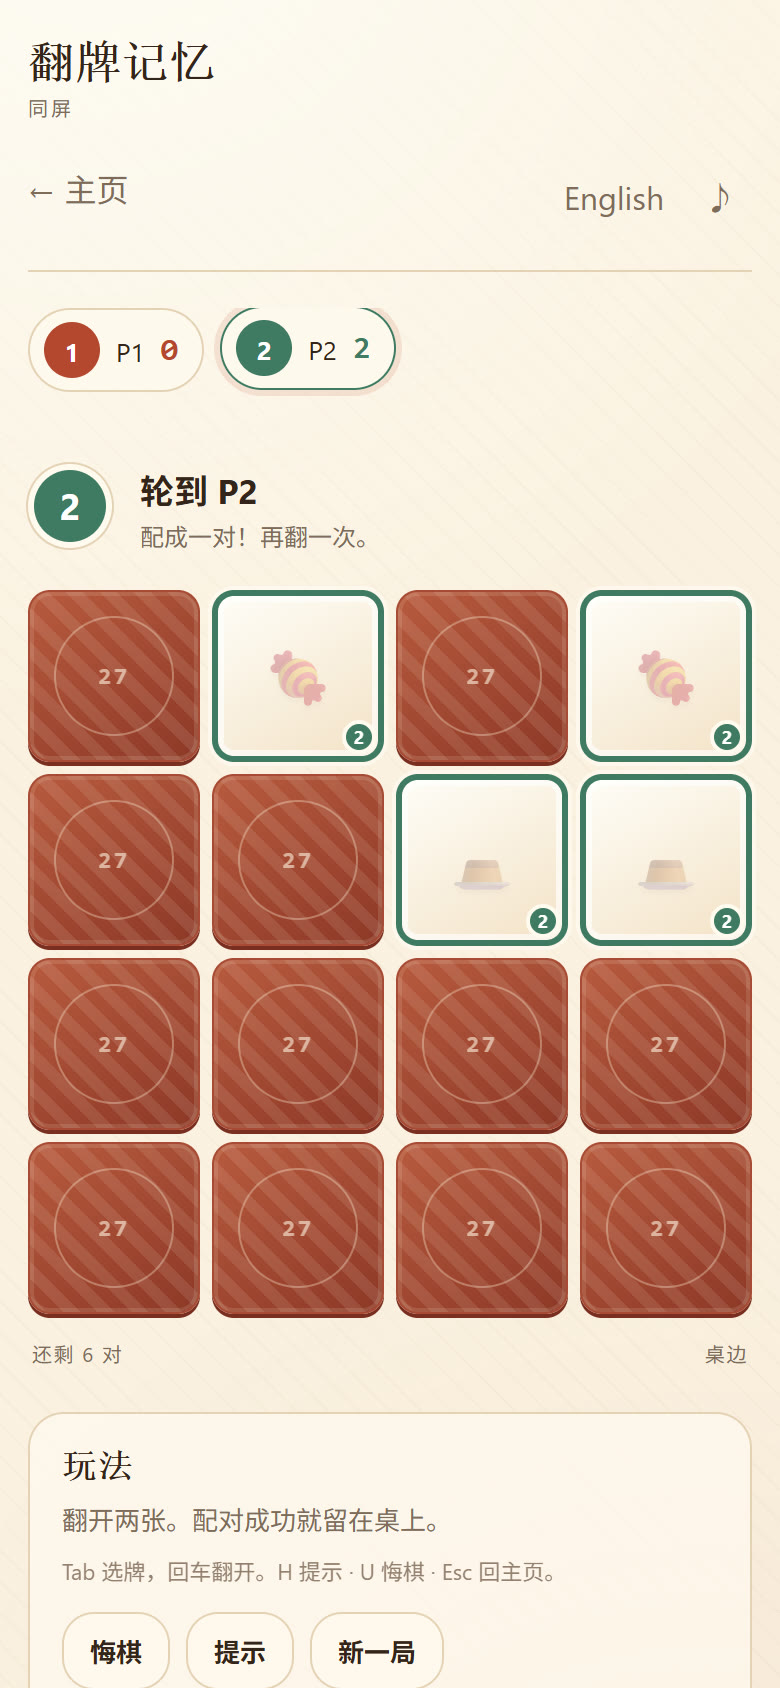 翻牌记忆
同屏
← 主页
English ♪
1 P1 0
2 P2 2
2
轮到 P2
配成一对！再翻一次。
27 2 27 2
27 27 2 2
27 27 27 27
27 27 27 27
还剩 6 对
桌边
玩法
翻开两张。配对成功就留在桌上。
Tab 选牌，回车翻开。H 提示 · U 悔棋 · Esc 回主页。
悔棋 提示 新一局